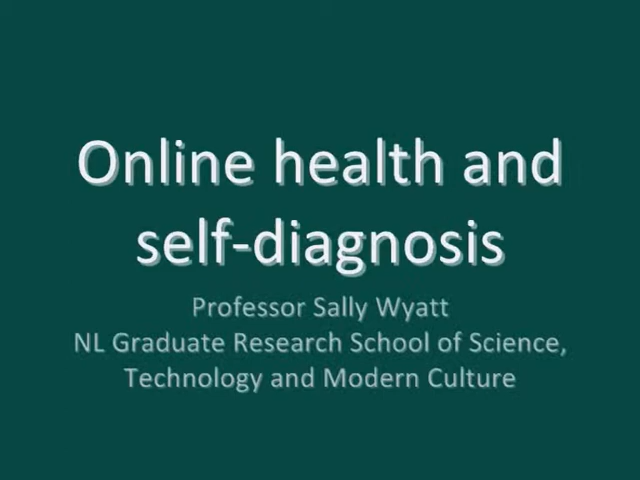 Online health and
self-diagnosis
Professor Sally Wyatt
NL Graduate Research School of Science,
Technology and Modern Culture